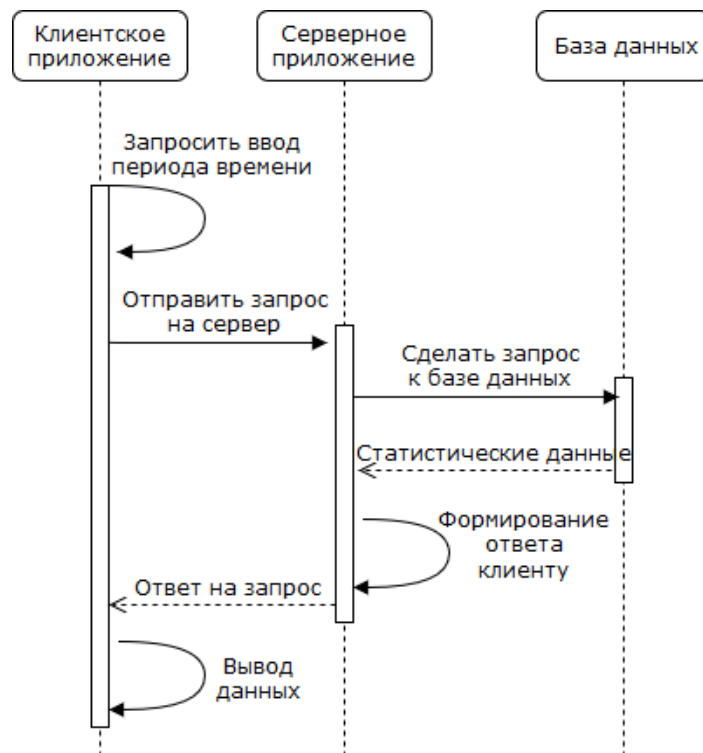 Клиентское
приложение
Серверное
приложение
База данных
Запросить ввод
периода времени
Отправить запрос
на сервер
Сделать запрос
к базе данных
Статистические данные
Формирование
ответа
клиенту
Ответ на запрос
Вывод
данных